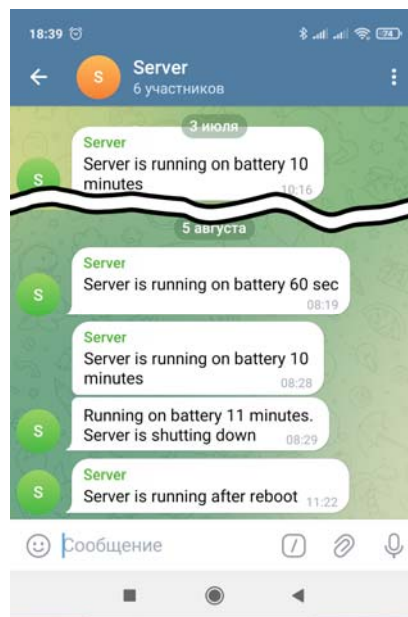 18:39
74
S
Server
6 участников
3 июля
Server
Server is running on battery 10
minutes
10:16
S
5 августа
Server
Server is running on battery 60 sec
08:19
S
Server
Server is running on battery 10
minutes
08:28
Running on battery 11 minutes.
Server is shutting down
08:29
S
Server
Server is running after reboot
11:22
S
Сообщение